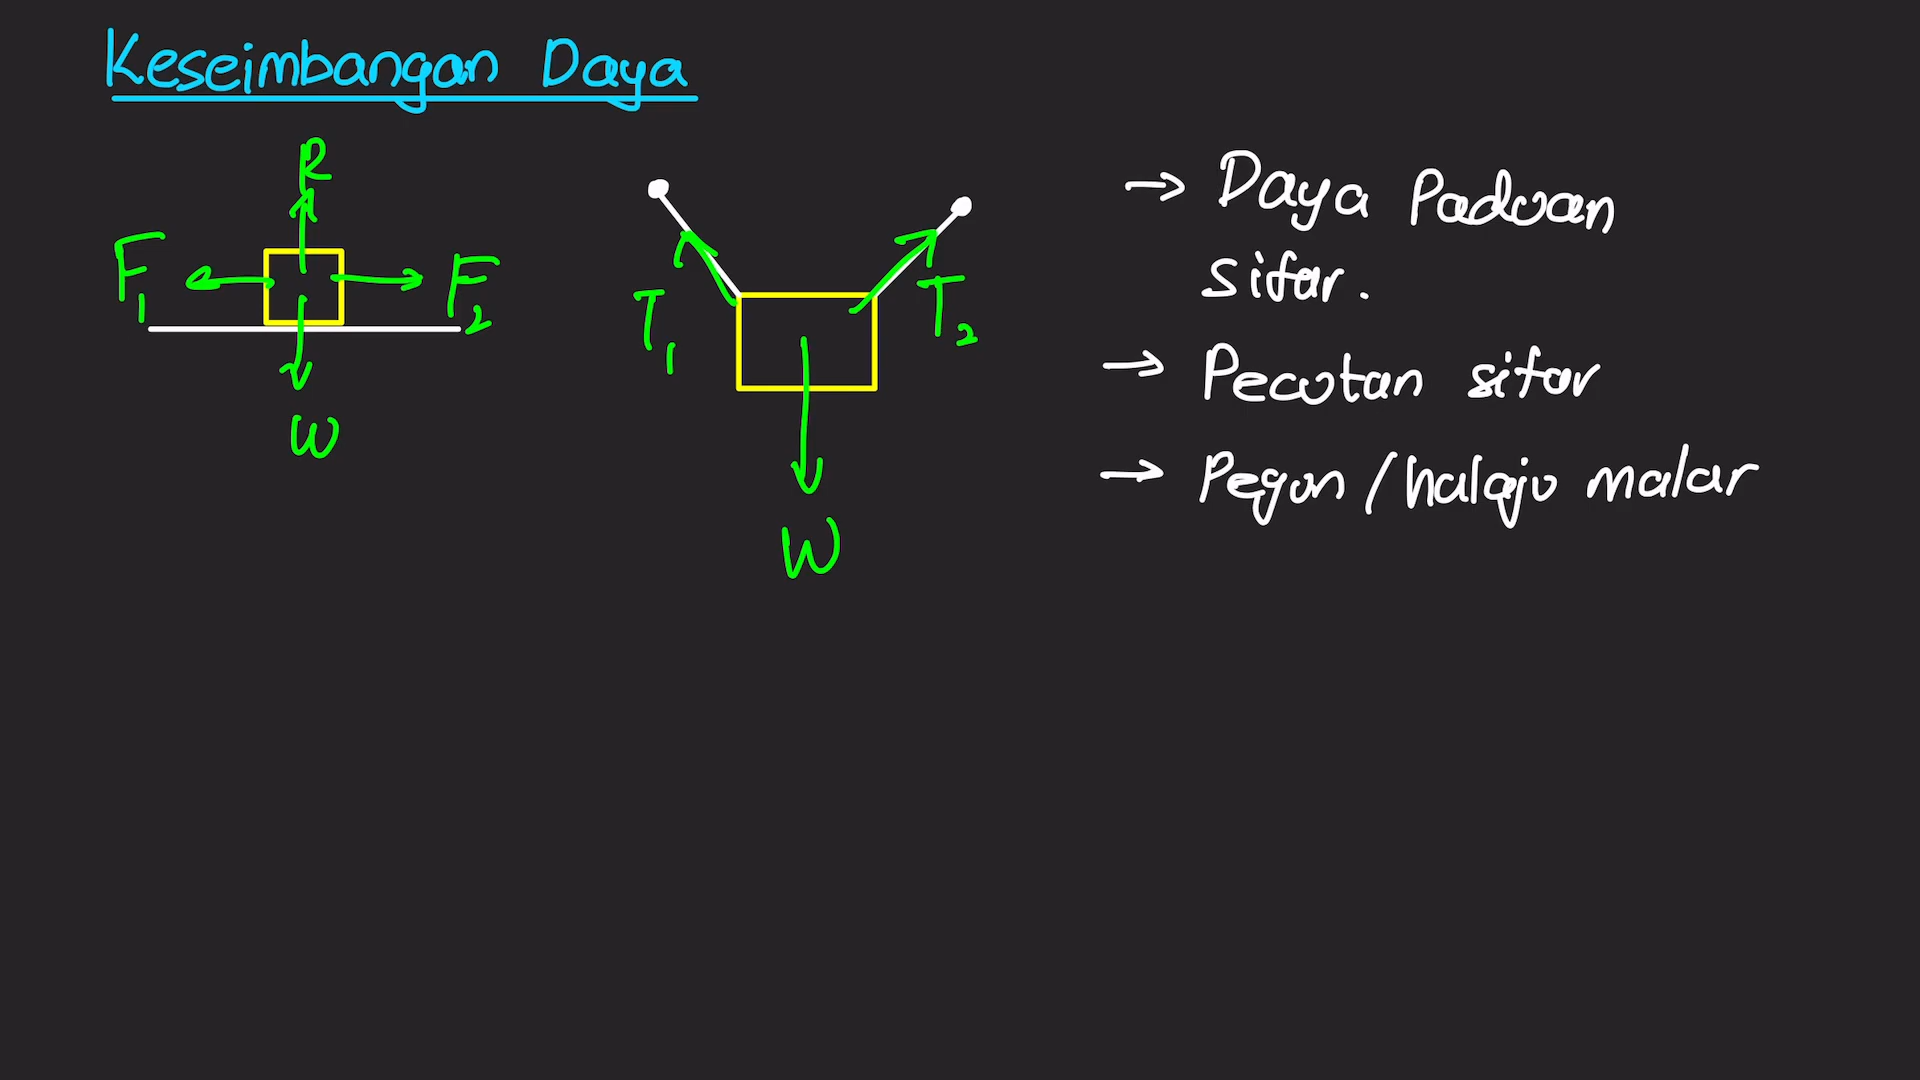 Keseimbangan Daya
R
F1
F2
W
T1
T2
W
→ Daya Paduan
sifar.
→ Pecutan sifar
→ Pegun / halaju malar